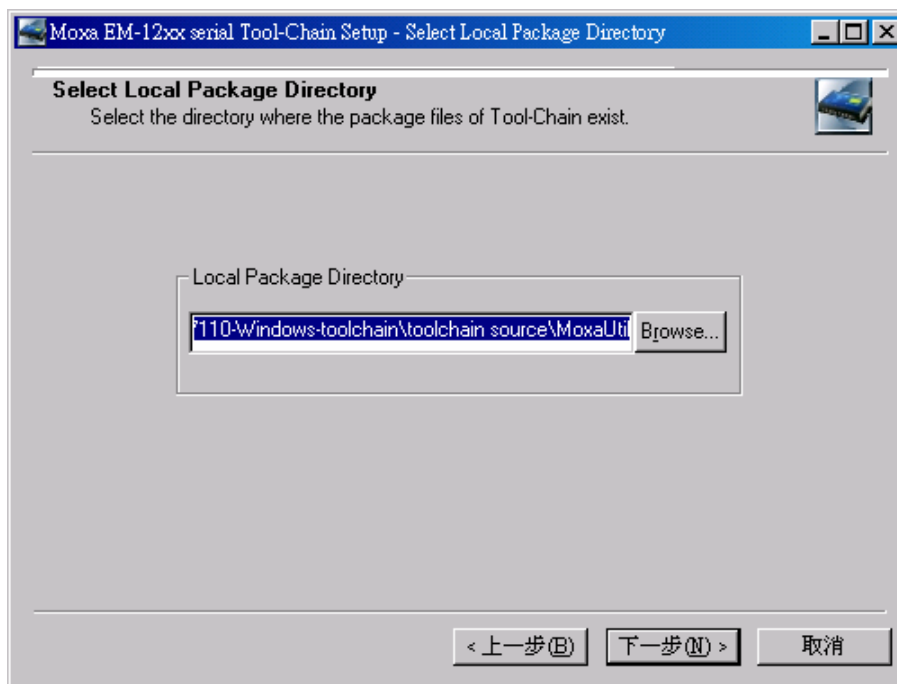 Moxa EM-12xx serial Tool-Chain Setup - Select Local Package Directory
Select Local Package Directory
Select the directory where the package files of Tool-Chain exist.
Local Package Directory
7110-Windows-toolchain\toolchain source\MoxaUtil
Browse...
< 上一步(B)
下一步(N) >
取消